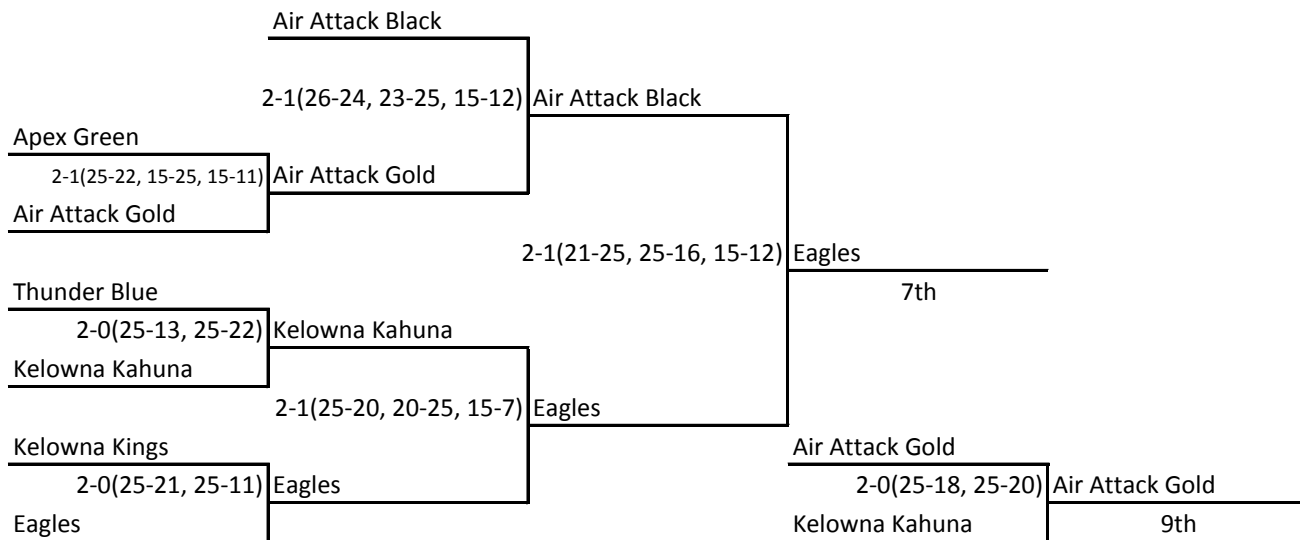 Air Attack Black
2-1(26-24, 23-25, 15-12) Air Attack Black
Apex Green
2-1(25-22, 15-25, 15-11) Air Attack Gold
Air Attack Gold
2-1(21-25, 25-16, 15-12) Eagles
Thunder Blue
7th
2-0(25-13, 25-22) Kelowna Kahuna
Kelowna Kahuna
2-1(25-20, 20-25, 15-7) Eagles
Kelowna Kings
Air Attack Gold
2-0(25-21, 25-11) Eagles
2-0(25-18, 25-20) Air Attack Gold
Eagles
Kelowna Kahuna
9th